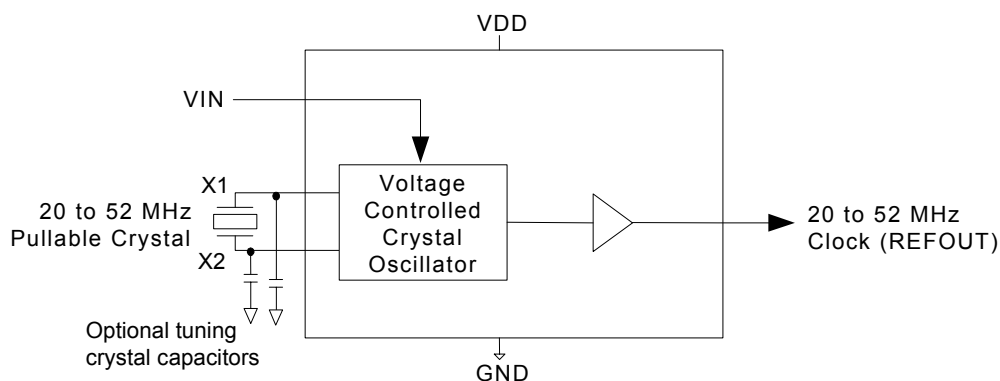 VDD
VIN
X1
20 to 52 MHz
Pullable Crystal
X2
Voltage
Controlled
Crystal
Oscillator
20 to 52 MHz
Clock (REFOUT)
Optional tuning
crystal capacitors
GND